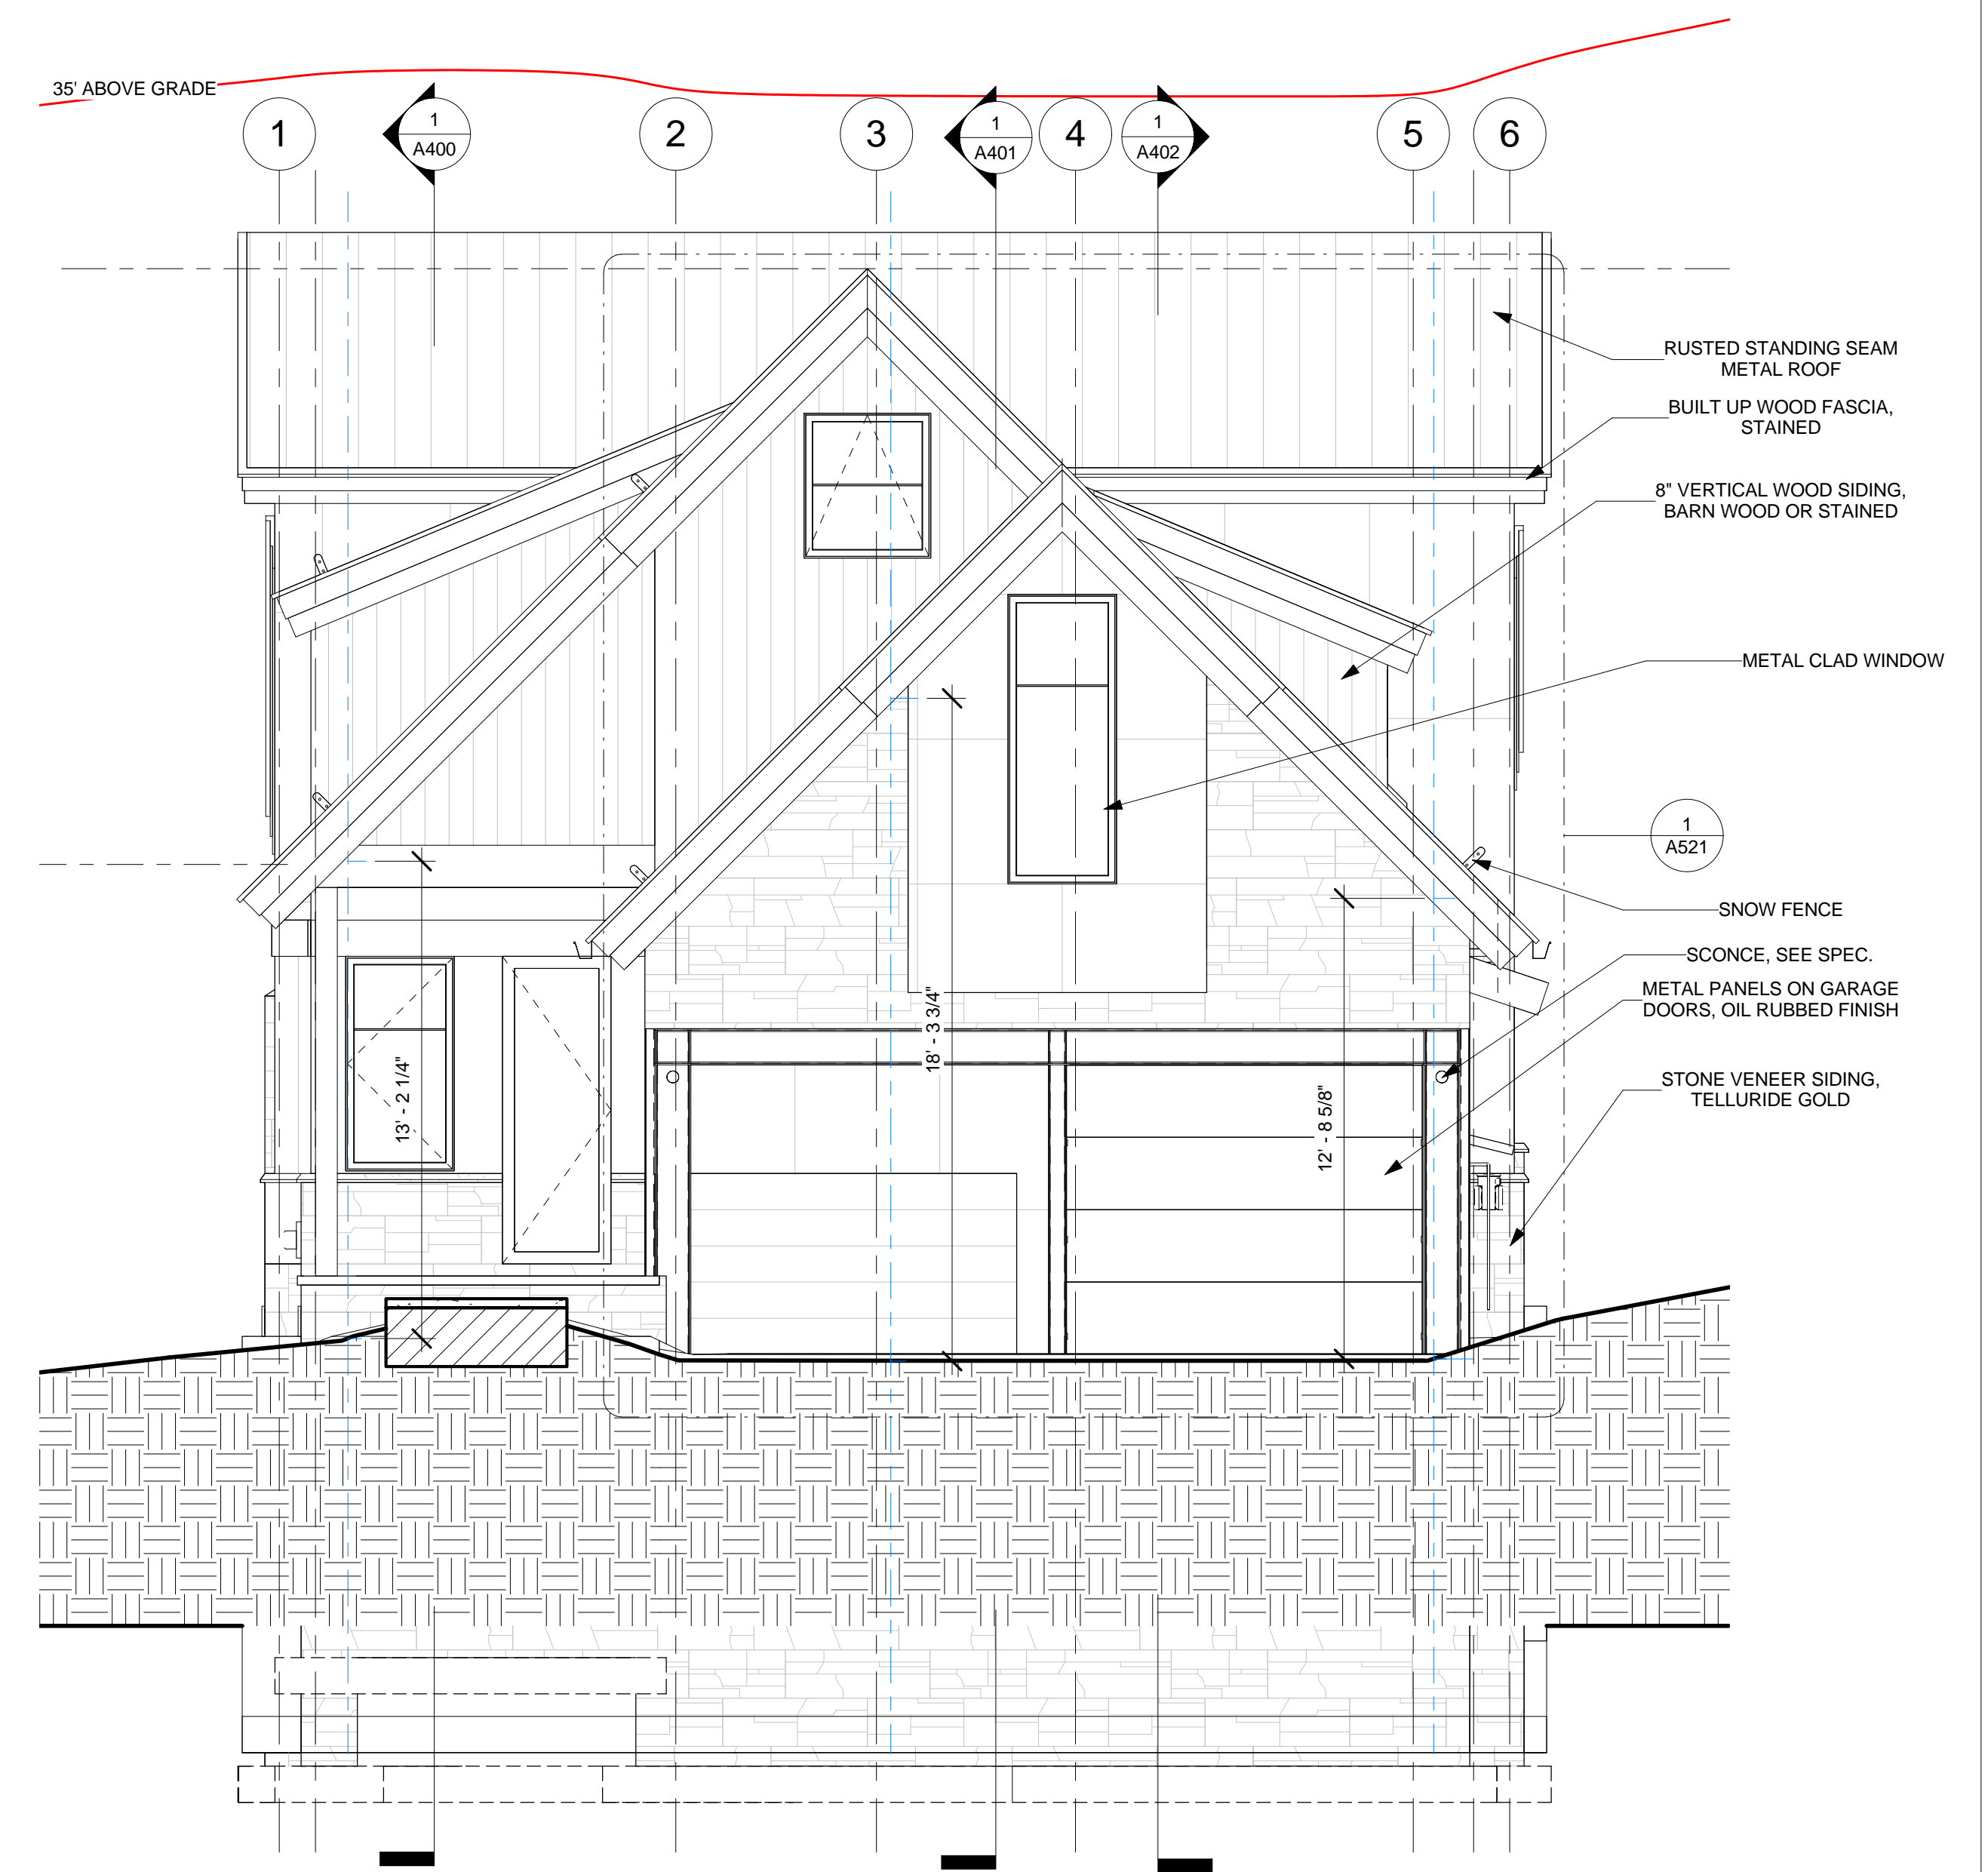 35' ABOVE GRADE
1
1
A400
2
3
1
A401
4
1
A402
5
6
RUSTED STANDING SEAM
METAL ROOF
BUILT UP WOOD FASCIA,
STAINED
8" VERTICAL WOOD SIDING,
BARN WOOD OR STAINED
METAL CLAD WINDOW
1
A521
SNOW FENCE
SCONCE, SEE SPEC.
METAL PANELS ON GARAGE
DOORS, OIL RUBBED FINISH
STONE VENEER SIDING,
TELLURIDE GOLD
13' - 2 1/4"
18' - 3 3/4"
12' - 8 5/8"